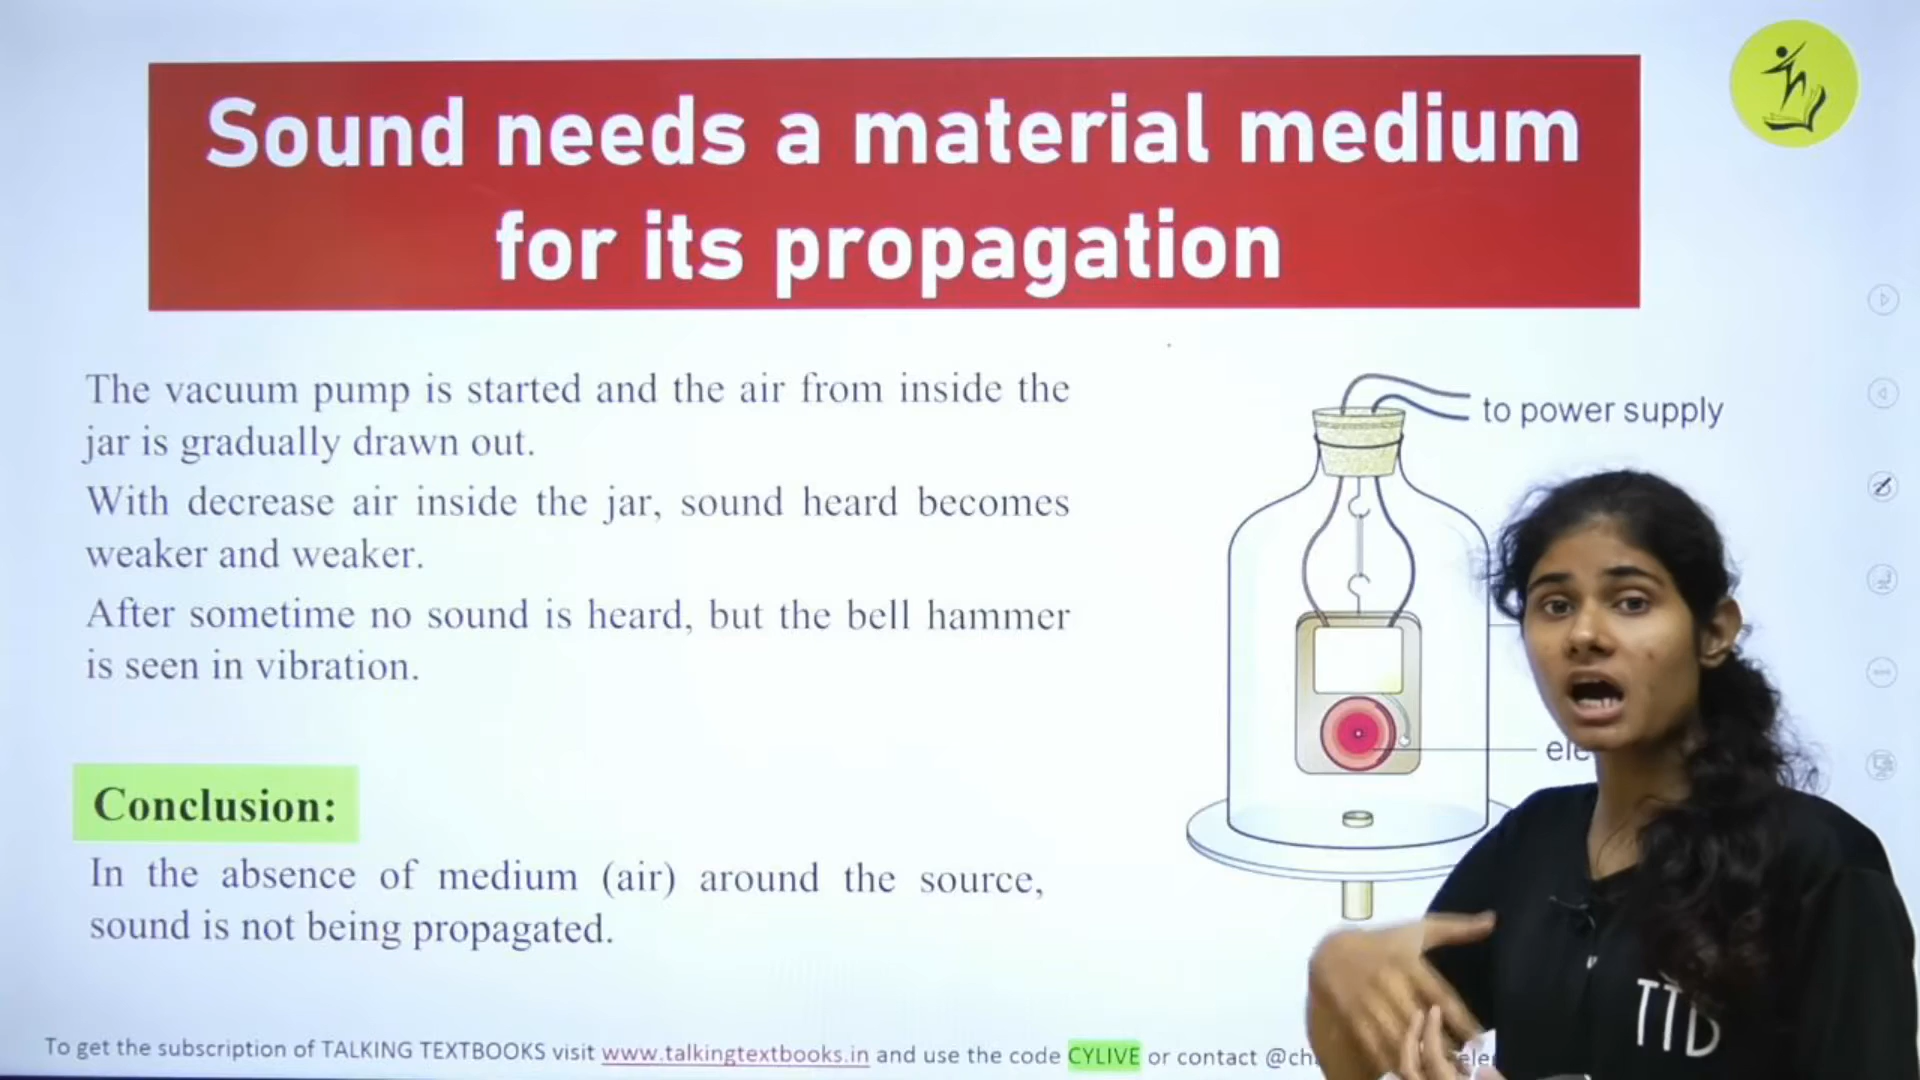 Sound needs a material medium
for its propagation
to power supply
The vacuum pump is started and the air from inside the
jar is gradually drawn out.
With decrease air inside the jar, sound heard becomes
weaker and weaker.
After sometime no sound is heard, but the bell hammer
is seen in vibration.
Conclusion:
In the absence of medium (air) around the source,
sound is not being propagated.
TTB
To get the subscription of TALKING TEXTBOOKS visit www.talkingtextbooks.in and use the code CYLIVE or contact